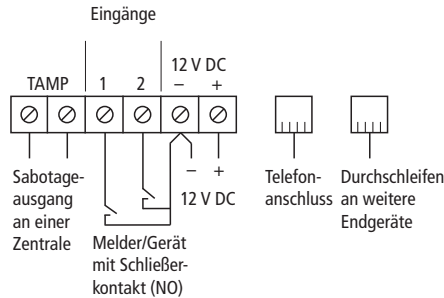 Eingänge
12 V DC
TAMP 1 2 – +
– +
12 V DC
Sabotage-
ausgang
an einer
Zentrale
Melder/Gerät
mit Schließer-
kontakt (NO)
Telefon-
anschluss
Durchschleifen
an weitere
Endgeräte